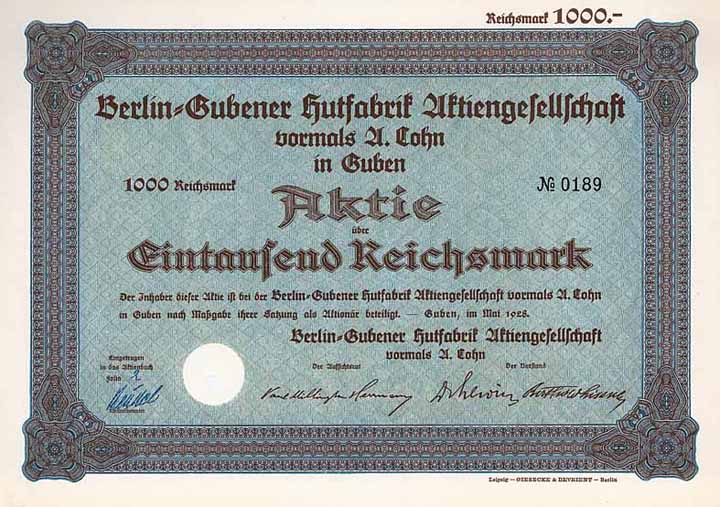 Reichsmark 1000.-
Berlin-Gubener Hutfabrik Aktiengesellschaft
vormals A. Cohn
in Guben
1000 Reichsmark
№ 0189
Aktie
über
Eintausend Reichsmark
Der Inhaber dieser Aktie ist bei der Berlin-Gubener Hutfabrik Aktiengesellschaft vormals A. Cohn
in Guben nach Maßgabe ihrer Satzung als Aktionär beteiligt. — Guben, im Mai 1928.
Berlin-Gubener Hutfabrik Aktiengesellschaft
vormals A. Cohn
Eingetragen
in das Aktienbuch
Folio 2
Der Aufsichtsrat
Der Vorstand
Kontrollbeamter
Leipzig — GIESECKE & DEVRIENT — Berlin